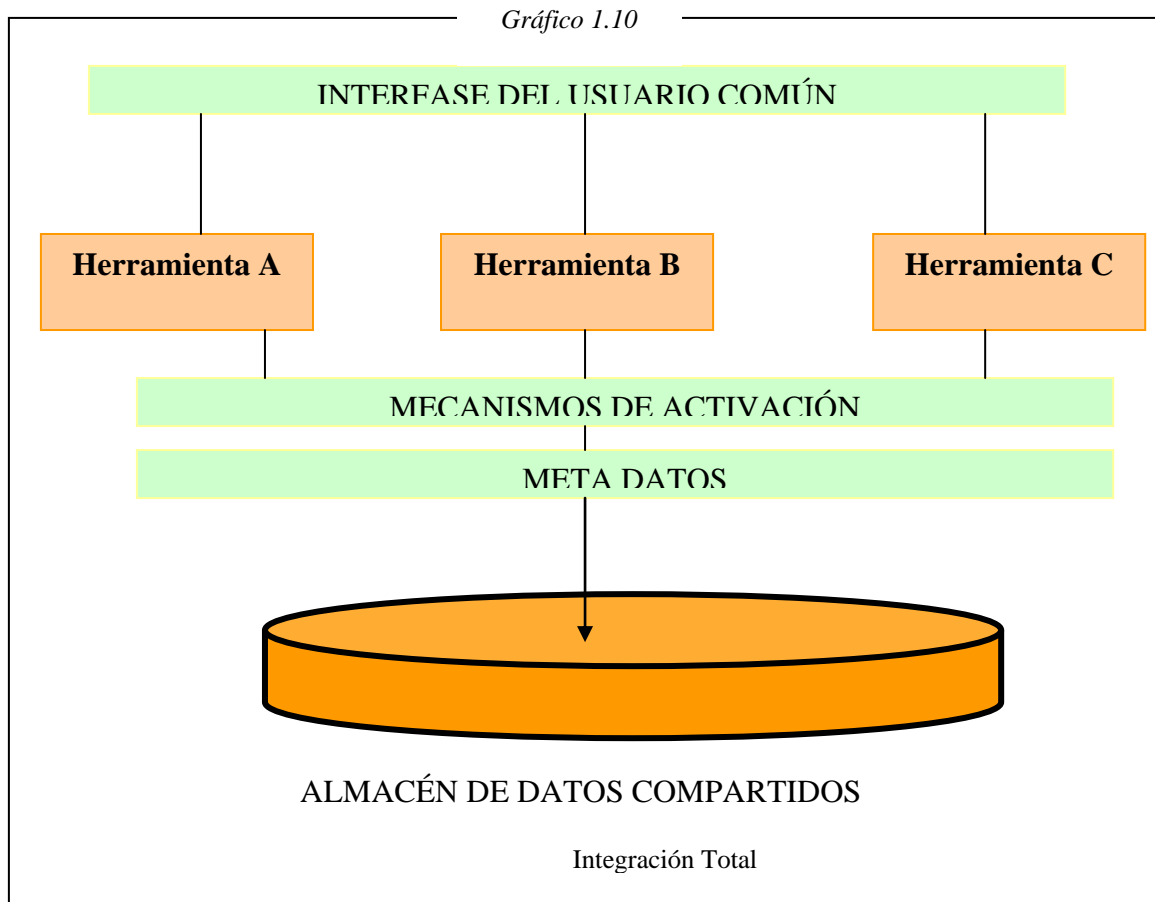 Gráfico 1.10
INTERFASE DEL USUARIO COMÚN
Herramienta A Herramienta B Herramienta C
MECANISMOS DE ACTIVACIÓN
META DATOS
ALMACÉN DE DATOS COMPARTIDOS
Integración Total